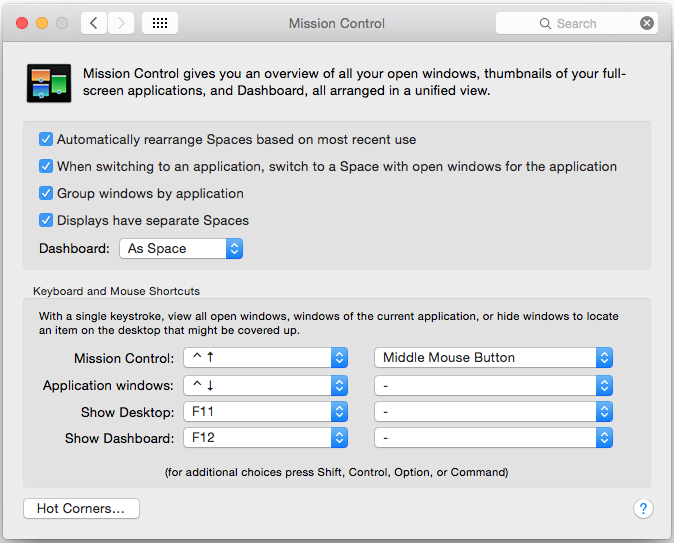 Mission Control
Search
Mission Control gives you an overview of all your open windows, thumbnails of your full-
screen applications, and Dashboard, all arranged in a unified view.
Automatically rearrange Spaces based on most recent use
When switching to an application, switch to a Space with open windows for the application
Group windows by application
Displays have separate Spaces
Dashboard: As Space
Keyboard and Mouse Shortcuts
With a single keystroke, view all open windows, windows of the current application, or hide windows to locate
an item on the desktop that might be covered up.
Mission Control: ^ ↑ Middle Mouse Button
Application windows: ^ ↓ -
Show Desktop: F11 -
Show Dashboard: F12 -
(for additional choices press Shift, Control, Option, or Command)
Hot Corners... ?